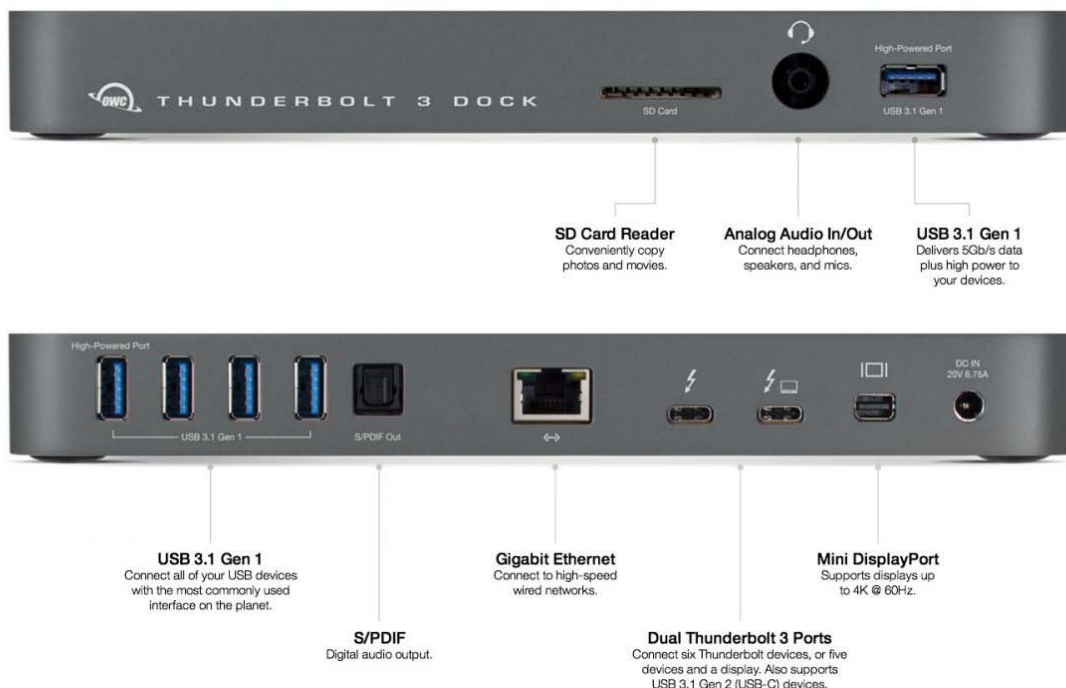 High-Powered Port
OWC THUNDERBOLT 3 DOCK
SD Card
USB 3.1 Gen 1
SD Card Reader
Conveniently copy
photos and movies.
Analog Audio In/Out
Connect headphones,
speakers, and mics.
USB 3.1 Gen 1
Delivers 5Gb/s data
plus high power to
your devices.
High-Powered Port
USB 3.1 Gen 1
S/PDIF Out
DC IN
20V 6.75A
USB 3.1 Gen 1
Connect all of your USB devices
with the most commonly used
interface on the planet.
S/PDIF
Digital audio output.
Gigabit Ethernet
Connect to high-speed
wired networks.
Dual Thunderbolt 3 Ports
Connect six Thunderbolt devices, or five
devices and a display. Also supports
USB 3.1 Gen 2 (USB-C) devices.
Mini DisplayPort
Supports displays up
to 4K @ 60Hz.